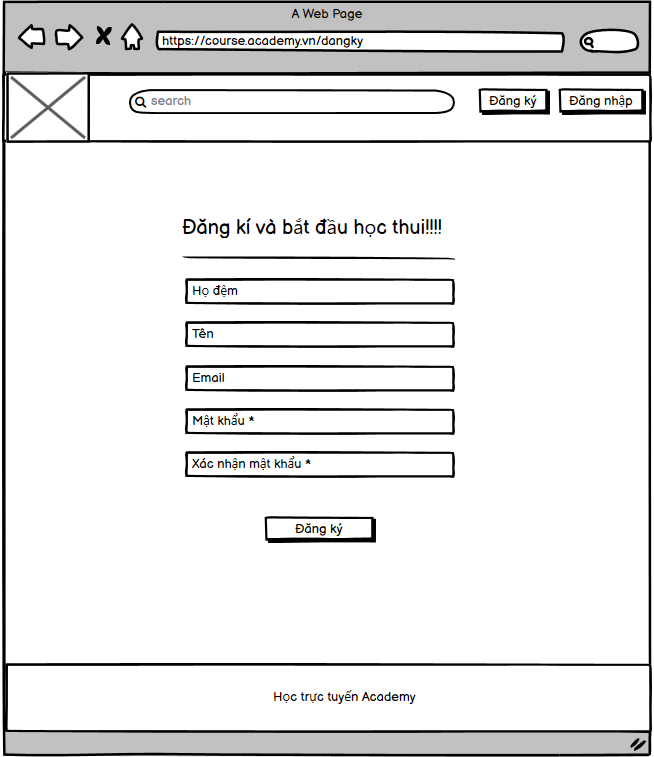 A Web Page
https://course.academy.vn/dangky
search
Đăng ký
Đăng nhập
Đăng kí và bắt đầu học thui!!!!
Họ đệm
Tên
Email
Mật khẩu *
Xác nhận mật khẩu *
Đăng ký
Học trực tuyến Academy